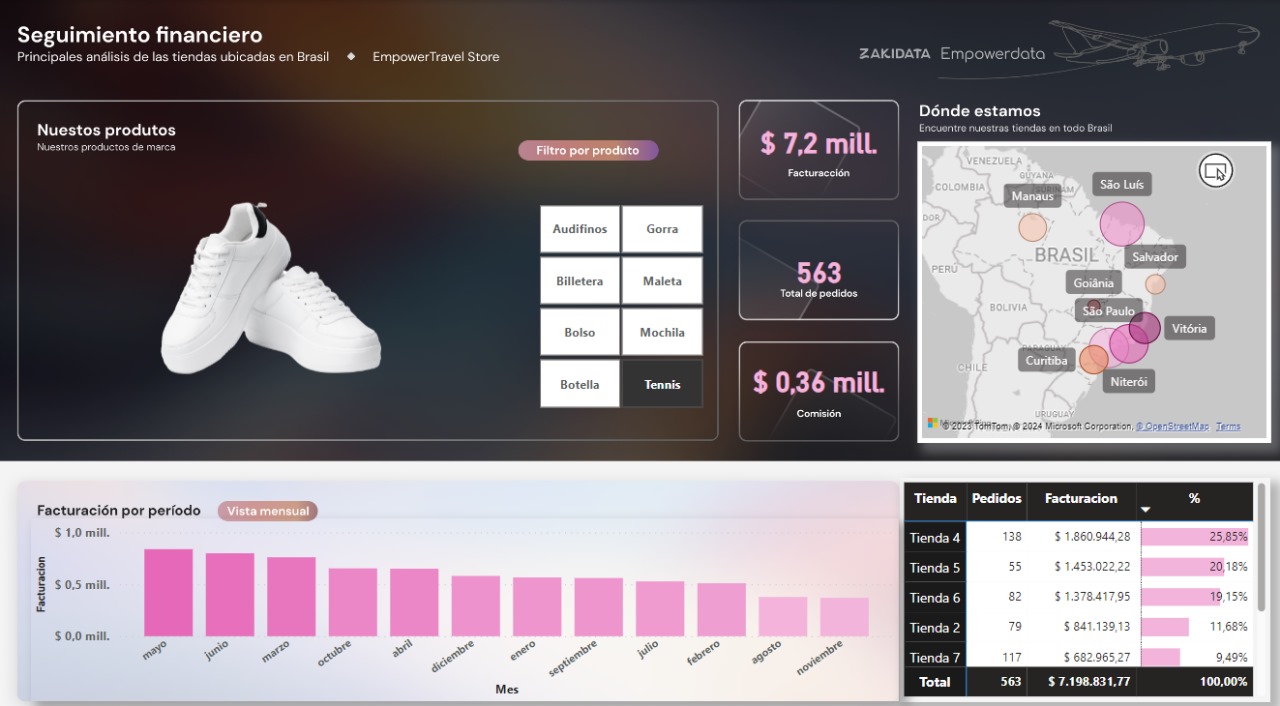 Seguimiento financiero
Principales análisis de las tiendas ubicadas en Brasil ◆ EmpowerTravel Store
ZAKIDATA Empowerdata
Nuestos produtos
Nuestros productos de marca
Filtro por produto
Audifinos
Gorra
Billetera
Maleta
Bolso
Mochila
Botella
Tennis
$ 7,2 mill.
Facturacción
563
Total de pedidos
$ 0,36 mill.
Comisión
Dónde estamos
Encuentre nuestras tiendas en todo Brasil
VENEZUELA
GUYANA
SURINAM
COLOMBIA
DOR
Manaus
São Luís
BRASIL
Salvador
PERÚ
Goiânia
BOLIVIA
São Paulo
Vitória
PARAGUAY
Curitiba
CHILE
Niterói
URUGUAY
© 2023 TomTom, © 2024 Microsoft Corporation, © OpenStreetMap Terms
Facturación por período
Vista mensual
$ 1,0 mill.
$ 0,5 mill.
$ 0,0 mill.
Facturacion
mayo
junio
marzo
octubre
abril
diciembre
enero
septiembre
julio
febrero
agosto
noviembre
Mes
Tienda Pedidos Facturacion %
Tienda 4 138 $ 1.860.944,28 25,85%
Tienda 5 55 $ 1.453.022,22 20,18%
Tienda 6 82 $ 1.378.417,95 19,15%
Tienda 2 79 $ 841.139,13 11,68%
Tienda 7 117 $ 682.965,27 9,49%
Total 563 $ 7.198.831,77 100,00%